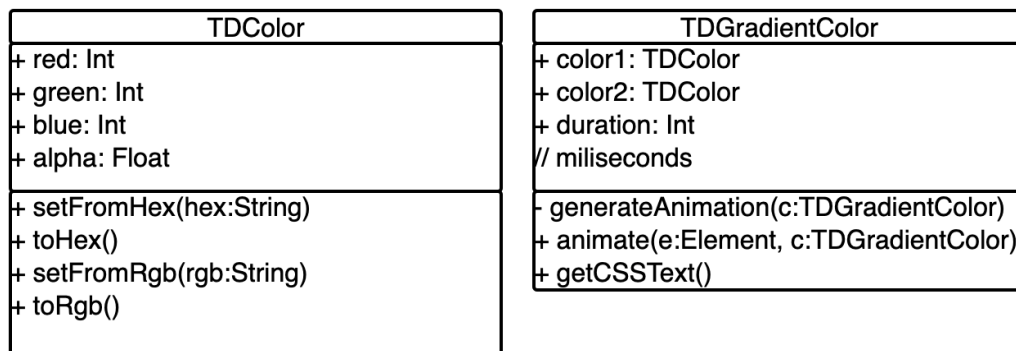 TDColor
+ red: Int
+ green: Int
+ blue: Int
+ alpha: Float
+ setFromHex(hex:String)
+ toHex()
+ setFromRgb(rgb:String)
+ toRgb()
TDGradientColor
+ color1: TDColor
+ color2: TDColor
+ duration: Int
// miliseconds
- generateAnimation(c:TDGradientColor)
+ animate(e:Element, c:TDGradientColor)
+ getCSSText()